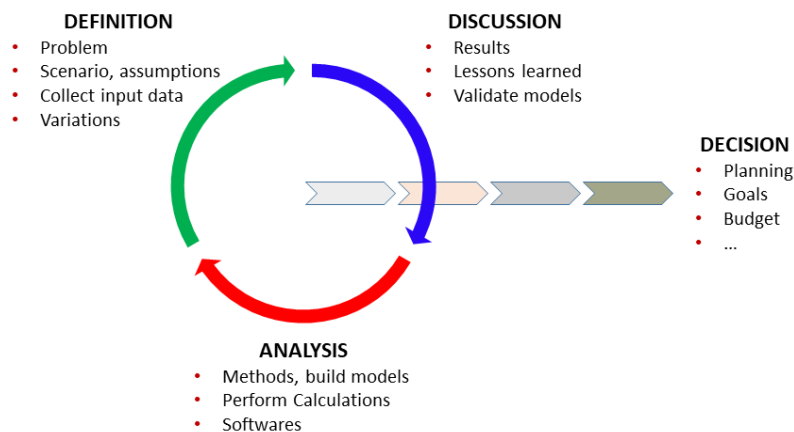 DEFINITION
Problem
Scenario, assumptions
Collect input data
Variations
DISCUSSION
Results
Lessons learned
Validate models
DECISION
Planning
Goals
Budget
...
ANALYSIS
Methods, build models
Perform Calculations
Softwares